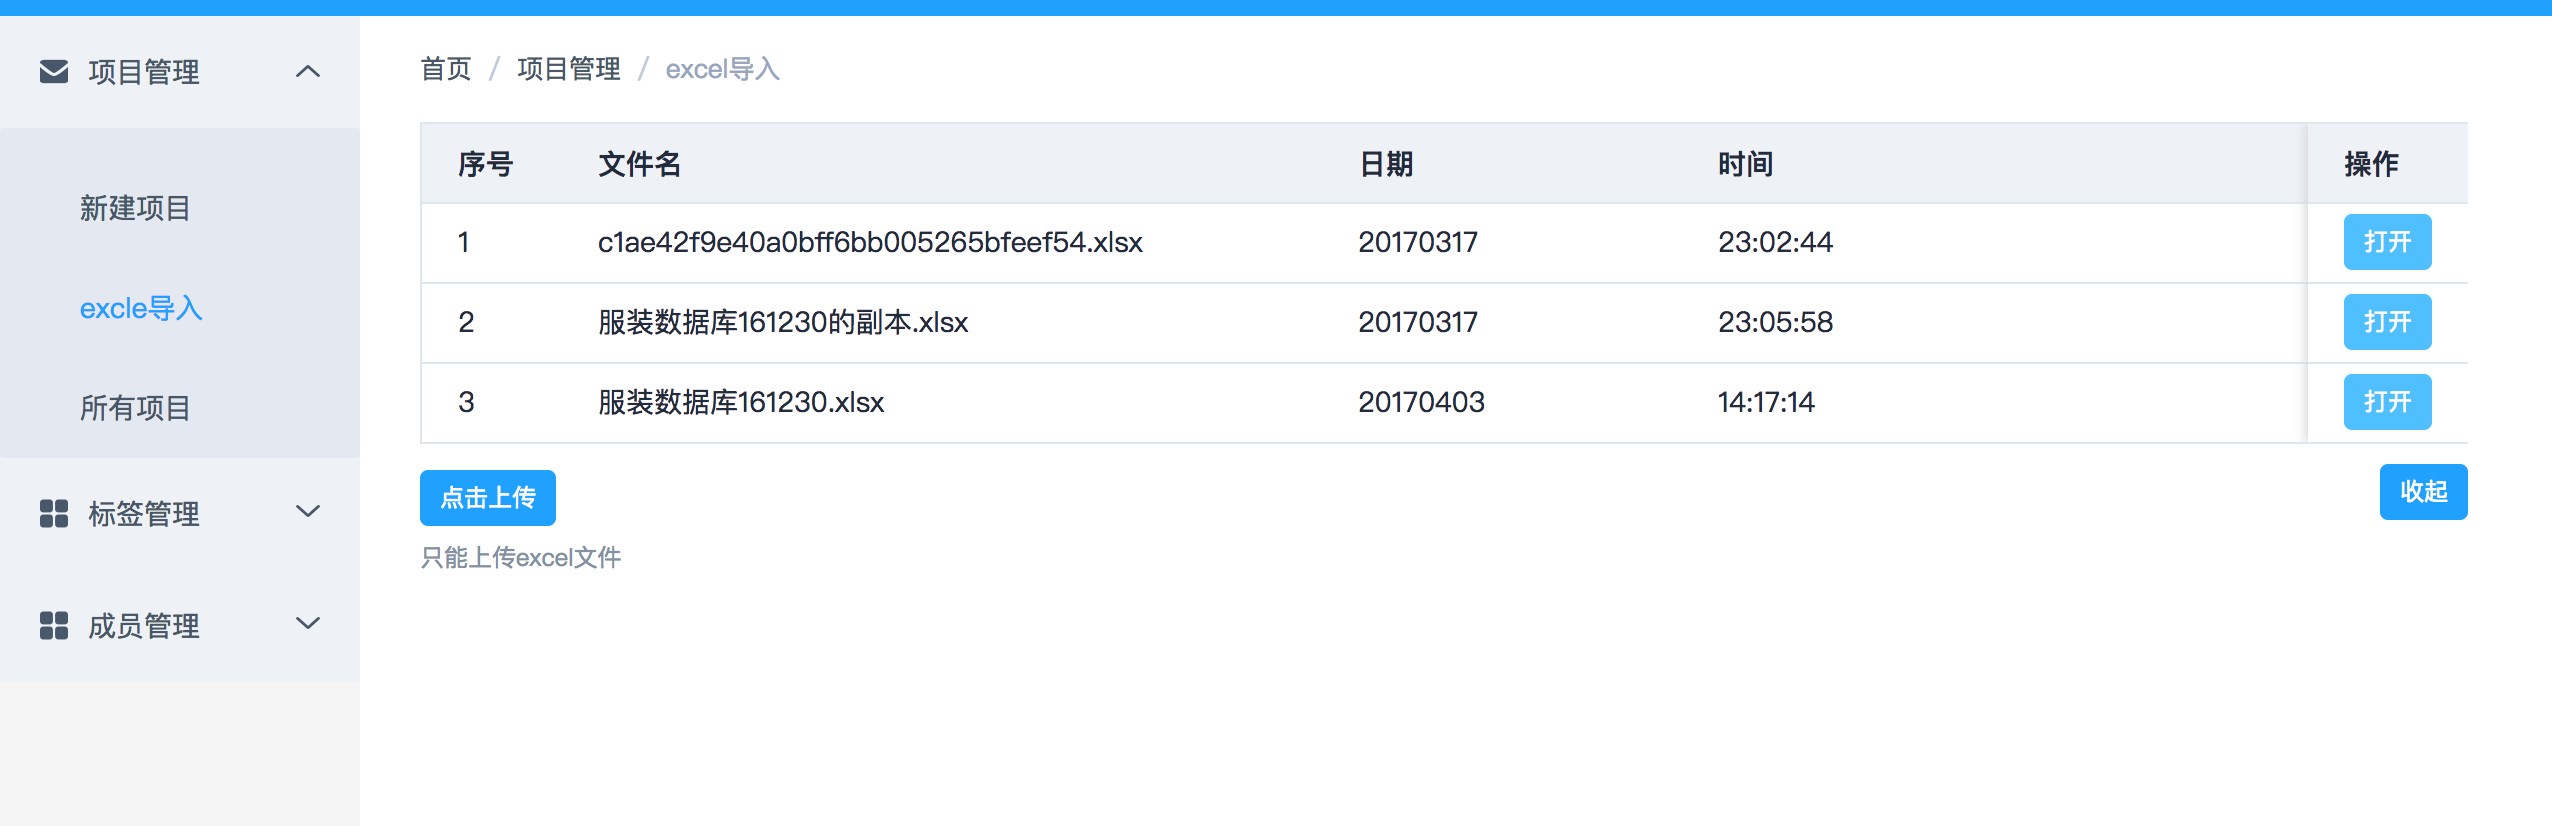 项目管理
新建项目
excle导入
所有项目
标签管理
成员管理
首页 / 项目管理 / excel导入
序号 文件名 日期 时间 操作
1 c1ae42f9e40a0bff6bb005265bfeef54.xlsx 20170317 23:02:44 打开
2 服装数据库161230的副本.xlsx 20170317 23:05:58 打开
3 服装数据库161230.xlsx 20170403 14:17:14 打开
点击上传 收起
只能上传excel文件